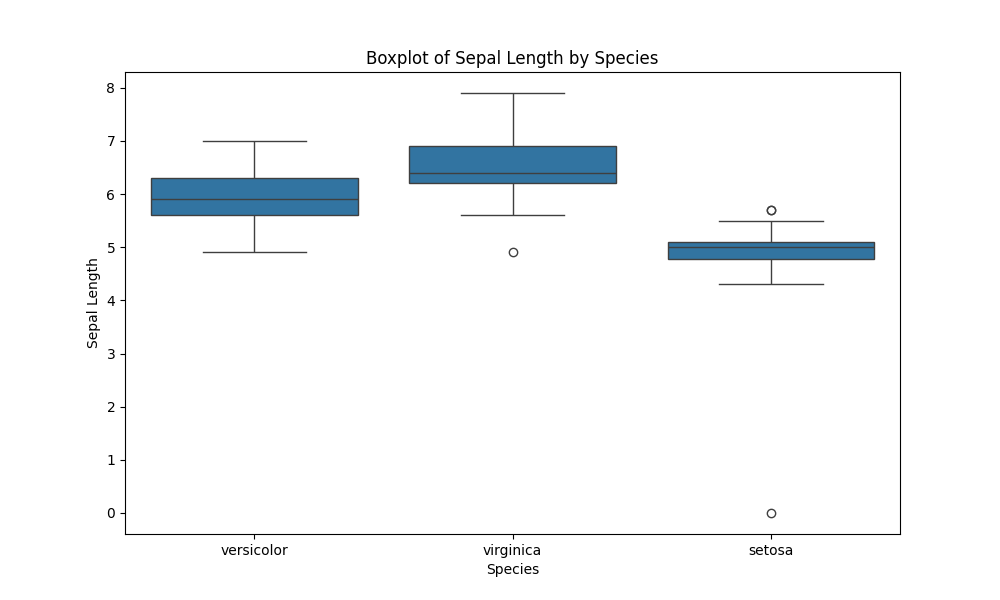 Boxplot of Sepal Length by Species
8
7
6
5
4
3
2
1
0
Sepal Length
versicolor virginica setosa
Species